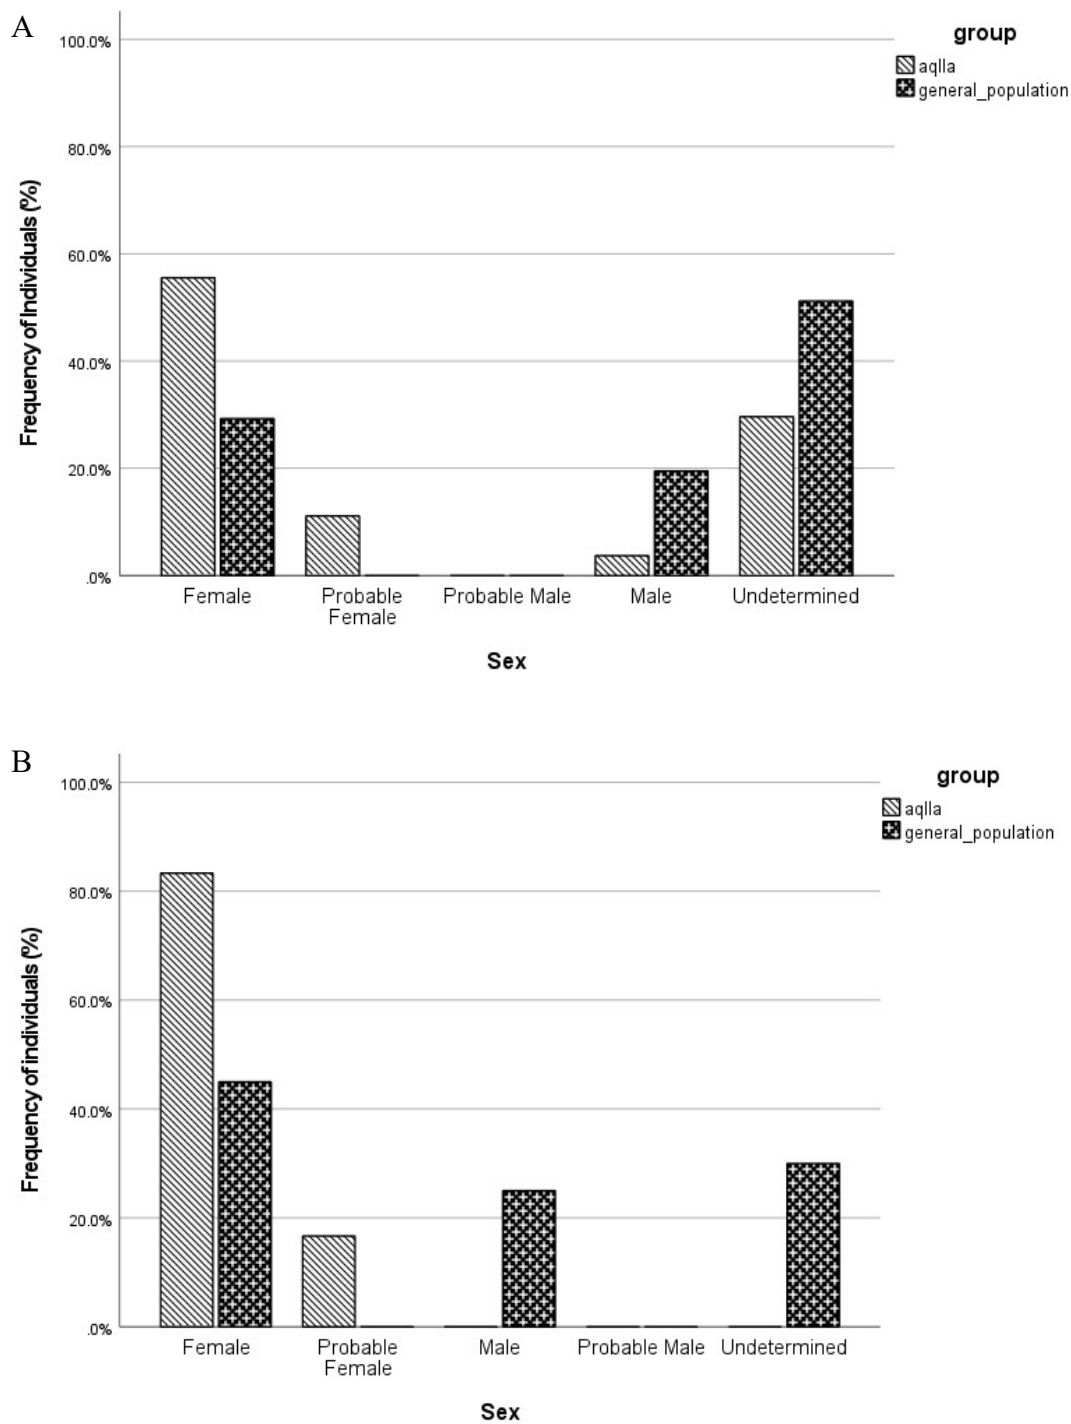 A
group
aqlla
general_population
100.0%
80.0%
60.0%
40.0%
20.0%
.0%
Frequency of Individuals (%)
Female
Probable
Female
Probable Male
Male
Undetermined
Sex
B
group
aqlla
general_population
100.0%
80.0%
60.0%
40.0%
20.0%
.0%
Frequency of individuals (%)
Female
Probable
Female
Male
Probable Male
Undetermined
Sex